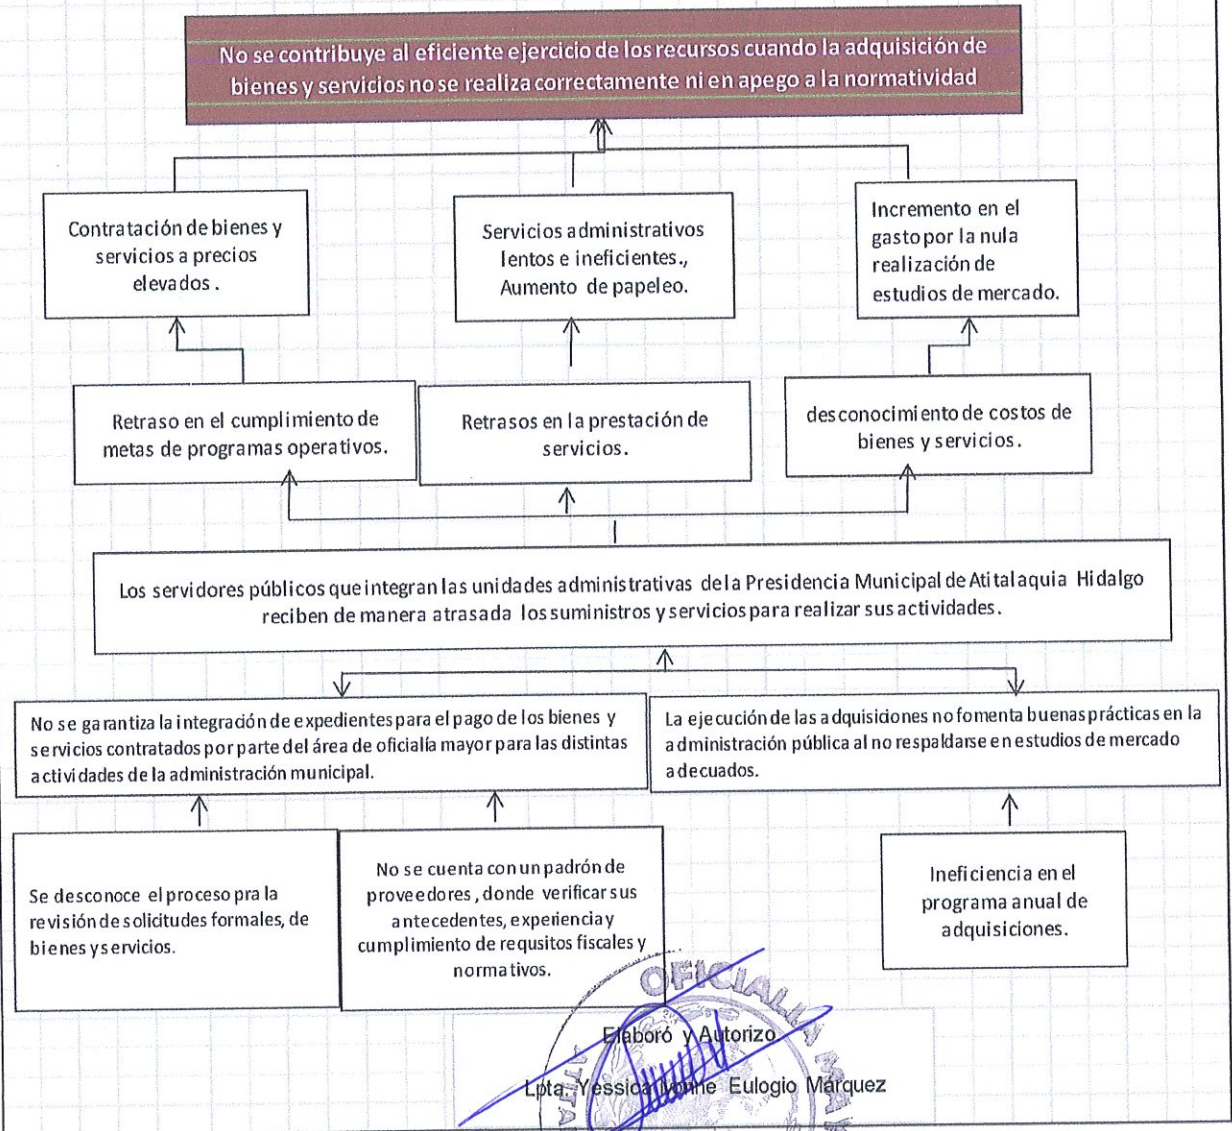 No se contribuye al eficiente ejercicio de los recursos cuando la adquisición de
bienes y servicios no se realiza correctamente ni en apego a la normatividad
Contratación de bienes y
servicios a precios
elevados .
Servicios administrativos
lentos e ineficientes.,
Aumento de papeleo.
Incremento en el
gasto por la nula
realización de
estudios de mercado.
Retraso en el cumplimiento de
metas de programas operativos.
Retrasos en la prestación de
servicios.
desconocimiento de costos de
bienes y servicios.
Los servidores públicos que integran las unidades administrativas de la Presidencia Municipal de Atitalaquia Hidalgo
reciben de manera atrasada los suministros y servicios para realizar sus actividades.
No se garantiza la integración de expedientes para el pago de los bienes y
servicios contratados por parte del área de oficialía mayor para las distintas
actividades de la administración municipal.
La ejecución de las adquisiciones no fomenta buenas prácticas en la
administración pública al no respaldarse en estudios de mercado
adecuados.
Se desconoce el proceso pra la
revisión de solicitudes formales, de
bienes y servicios.
No se cuenta con un padrón de
proveedores , donde verificar sus
antecedentes, experiencia y
cumplimiento de requsitos fiscales y
normativos.
Ineficiencia en el
programa anual de
adquisiciones.
OFICIALIA
Elaboró y Autorizo.
Lpta. Yessica Ivonne Eulogio Márquez